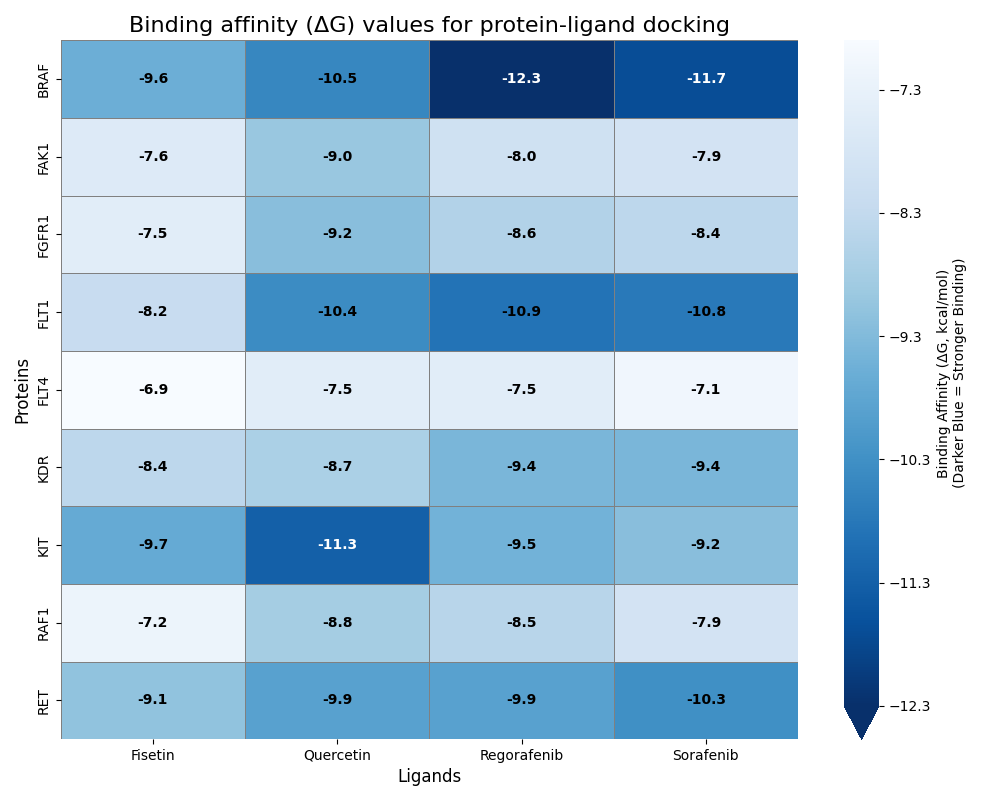 Binding affinity (ΔG) values for protein-ligand docking
BRAF -9.6 -10.5 -12.3 -11.7
FAK1 -7.6 -9.0 -8.0 -7.9
FGFR1 -7.5 -9.2 -8.6 -8.4
FLT1 -8.2 -10.4 -10.9 -10.8
FLT4 -6.9 -7.5 -7.5 -7.1
KDR -8.4 -8.7 -9.4 -9.4
KIT -9.7 -11.3 -9.5 -9.2
RAF1 -7.2 -8.8 -8.5 -7.9
RET -9.1 -9.9 -9.9 -10.3
Proteins
Fisetin Quercetin Regorafenib Sorafenib
Ligands
−7.3
−8.3
−9.3
−10.3
−11.3
−12.3
Binding Affinity (ΔG, kcal/mol)
(Darker Blue = Stronger Binding)